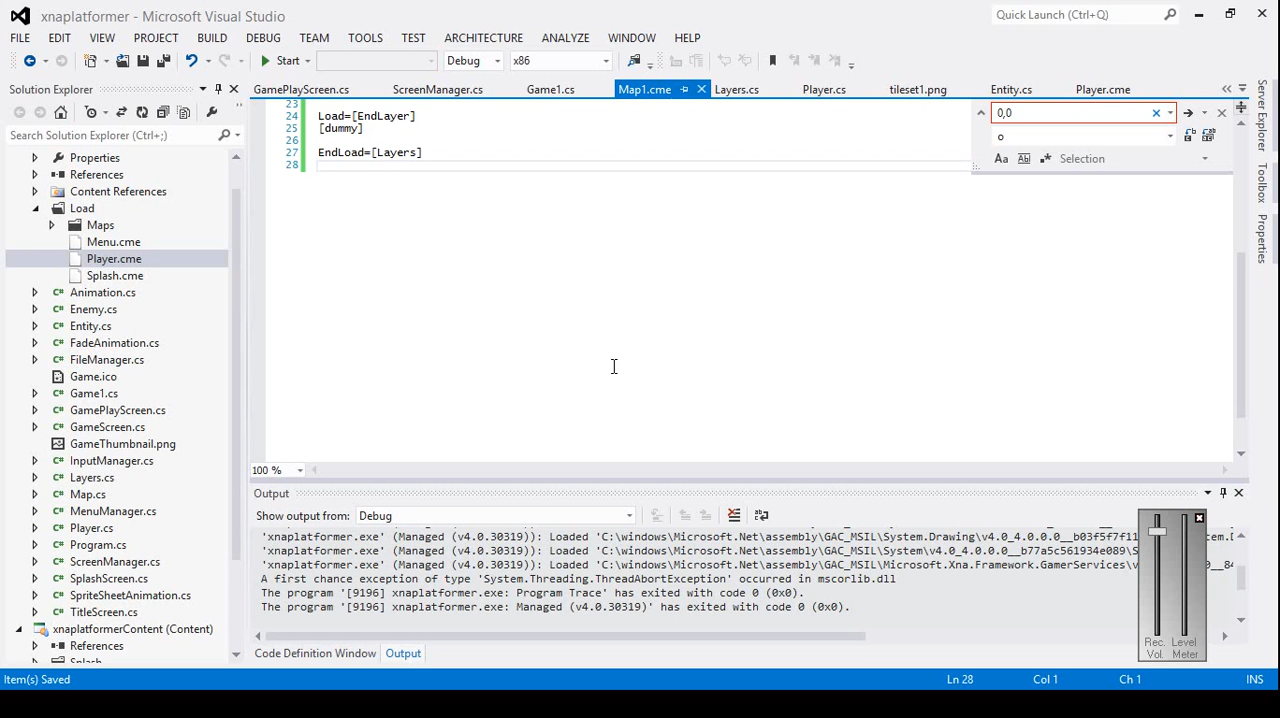 xnaplatformer - Microsoft Visual Studio
Quick Launch (Ctrl+Q)
FILE EDIT VIEW PROJECT BUILD DEBUG TEAM TOOLS TEST ARCHITECTURE ANALYZE WINDOW HELP
Start Debug x86
Solution Explorer
GamePlayScreen.cs ScreenManager.cs Game1.cs Map1.cme Layers.cs Player.cs tileset1.png Entity.cs Player.cme
Search Solution Explorer (Ctrl+;)
Properties
References
Content References
Load
Maps
Menu.cme
Player.cme
Splash.cme
Animation.cs
Enemy.cs
Entity.cs
FadeAnimation.cs
FileManager.cs
Game.ico
Game1.cs
GamePlayScreen.cs
GameScreen.cs
GameThumbnail.png
InputManager.cs
Layers.cs
Map.cs
MenuManager.cs
Player.cs
Program.cs
ScreenManager.cs
SplashScreen.cs
SpriteSheetAnimation.cs
TitleScreen.cs
xnaplatformerContent (Content)
References
Splash
23
24 Load=[EndLayer]
25 [dummy]
26
27 EndLoad=[Layers]
28
0,0
o
Aa Ab Selection
Server Explorer
Toolbox
Properties
100 %
Output
Show output from: Debug
'xnaplatformer.exe' (Managed (v4.0.30319)): Loaded 'C:\windows\Microsoft.Net\assembly\GAC_MSIL\System.Drawing\v4.0_4.0.0.0__b03f5f7f11
'xnaplatformer.exe' (Managed (v4.0.30319)): Loaded 'C:\windows\Microsoft.Net\assembly\GAC_MSIL\System\v4.0_4.0.0.0__b77a5c561934e089\S
'xnaplatformer.exe' (Managed (v4.0.30319)): Loaded 'C:\windows\Microsoft.Net\assembly\GAC_MSIL\Microsoft.Xna.Framework.GamerServices\v
A first chance exception of type 'System.Threading.ThreadAbortException' occurred in mscorlib.dll
The program '[9196] xnaplatformer.exe: Program Trace' has exited with code 0 (0x0).
The program '[9196] xnaplatformer.exe: Managed (v4.0.30319)' has exited with code 0 (0x0).
Rec. Vol. Level Meter
Code Definition Window Output
Item(s) Saved Ln 28 Col 1 Ch 1 INS